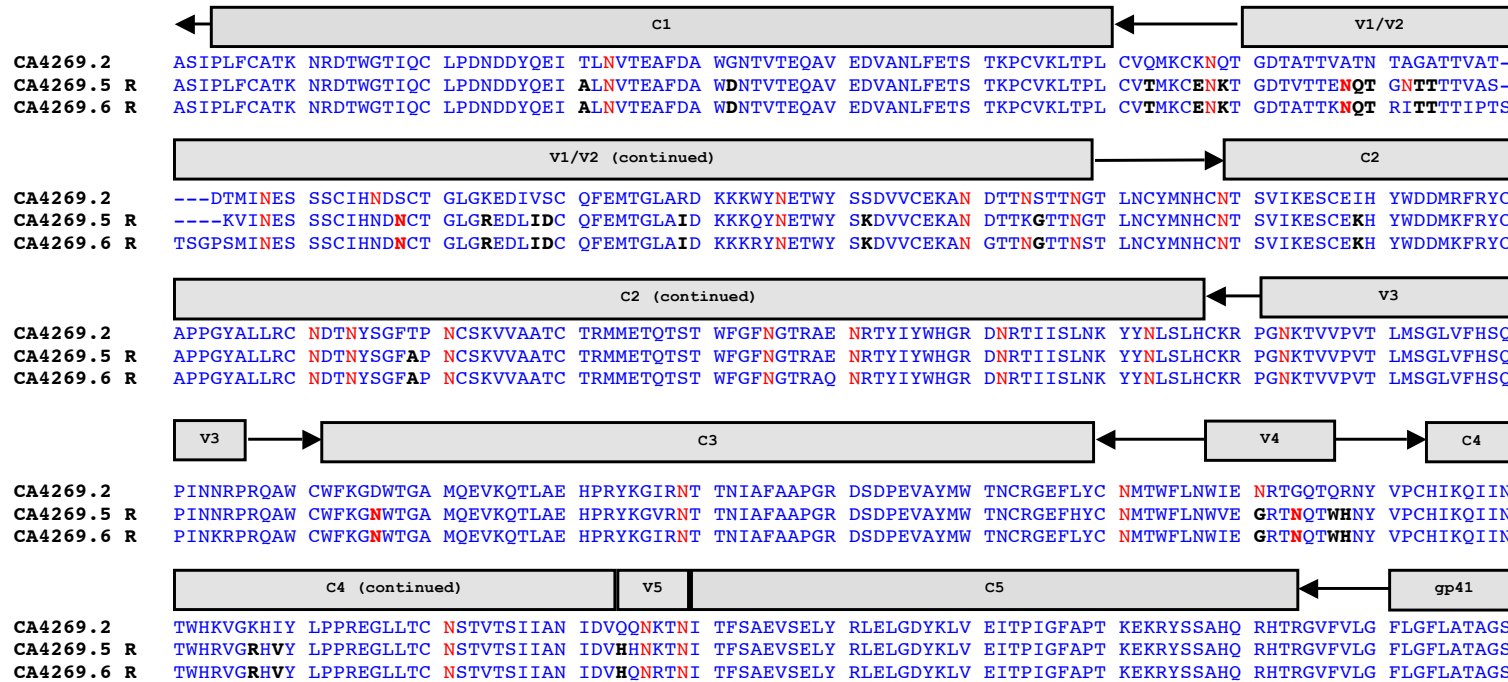 C1 V1/V2
CA4269.2 ASIPLFCATK NRDTWGTIQC LPDNDDYQEI TLNVTEAFDA WGNTVTEQAV EDVANLFETS TKPCVKLTPL CVQMKCKNQT GDTATTVATN TAGATTVAT-
CA4269.5 R ASIPLFCATK NRDTWGTIQC LPDNDDYQEI ALNVTEAFDA WDNTVTEQAV EDVANLFETS TKPCVKLTPL CVTMKCENKT GDTVTTENQT GNTTTTVAS-
CA4269.6 R ASIPLFCATK NRDTWGTIQC LPDNDDYQEI ALNVTEAFDA WDNTVTEQAV EDVANLFETS TKPCVKLTPL CVTMKCENKT GDTATTKNQT RITTTTIPTS
V1/V2 (continued) C2
CA4269.2 ---DTMINES SSCIHNDSCT GLGKEDIVSC QFEMTGLARD KKKWYNETWY SSDVVCEKAN DTTNSTTNGT LNCYMNHCNT SVIKESCEIH YWDDMRFRYC
CA4269.5 R ----KVINES SSCIHNDNCT GLGREDLIDC QFEMTGLAID KKKQYNETWY SKDVVCEKAN DTTKGTTNGT LNCYMNHCNT SVIKESCEKH YWDDMKFRYC
CA4269.6 R TSGPSMINES SSCIHNDNCT GLGREDLIDC QFEMTGLAID KKKRYNETWY SKDVVCEKAN GTTNGTTNST LNCYMNHCNT SVIKESCEKH YWDDMKFRYC
C2 (continued) V3
CA4269.2 APPGYALLRC NDTNYSGFTP NCSKVVAATC TRMMETQTST WFGFNGTRAE NRTYIYWHGR DNRTIISLNK YYNLSLHCKR PGNKTVVPVT LMSGLVFHSQ
CA4269.5 R APPGYALLRC NDTNYSGFAP NCSKVVAATC TRMMETQTST WFGFNGTRAE NRTYIYWHGR DNRTIISLNK YYNLSLHCKR PGNKTVVPVT LMSGLVFHSQ
CA4269.6 R APPGYALLRC NDTNYSGFAP NCSKVVAATC TRMMETQTST WFGFNGTRAQ NRTYIYWHGR DNRTIISLNK YYNLSLHCKR PGNKTVVPVT LMSGLVFHSQ
V3 C3 V4 C4
CA4269.2 PINNRPRQAW CWFKGDWTGA MQEVKQTLAE HPRYKGIRNT TNIAFAAPGR DSDPEVAYMW TNCRGEFLYC NMTWFLNWIE NRTGQTQRNY VPCHIKQIIN
CA4269.5 R PINNRPRQAW CWFKGNWTGA MQEVKQTLAE HPRYKGVRNT TNIAFAAPGR DSDPEVAYMW TNCRGEFHYC NMTWFLNWVE GRTNQTWHNY VPCHIKQIIN
CA4269.6 R PINKRPRQAW CWFKGNWTGA MQEVKQTLAE HPRYKGIRNT TNIAFAAPGR DSDPEVAYMW TNCRGEFLYC NMTWFLNWIE GRTNQTWHNY VPCHIKQIIN
C4 (continued) V5 C5 gp41
CA4269.2 TWHKVGKHIY LPPREGLLTC NSTVTSIIAN IDVQQNKTNI TFSAEVSELY RLELGDYKLV EITPIGFAPT KEKRYSSAHQ RHTRGVFVLG FLGFLATAGS
CA4269.5 R TWHRVGRHVY LPPREGLLTC NSTVTSIIAN IDVHHNKTNI TFSAEVSELY RLELGDYKLV EITPIGFAPT KEKRYSSAHQ RHTRGVFVLG FLGFLATAGS
CA4269.6 R TWHRVGRHVY LPPREGLLTC NSTVTSIIAN IDVHQNRTNI TFSAEVSELY RLELGDYKLV EITPIGFAPT KEKRYSSAHQ RHTRGVFVLG FLGFLATAGS